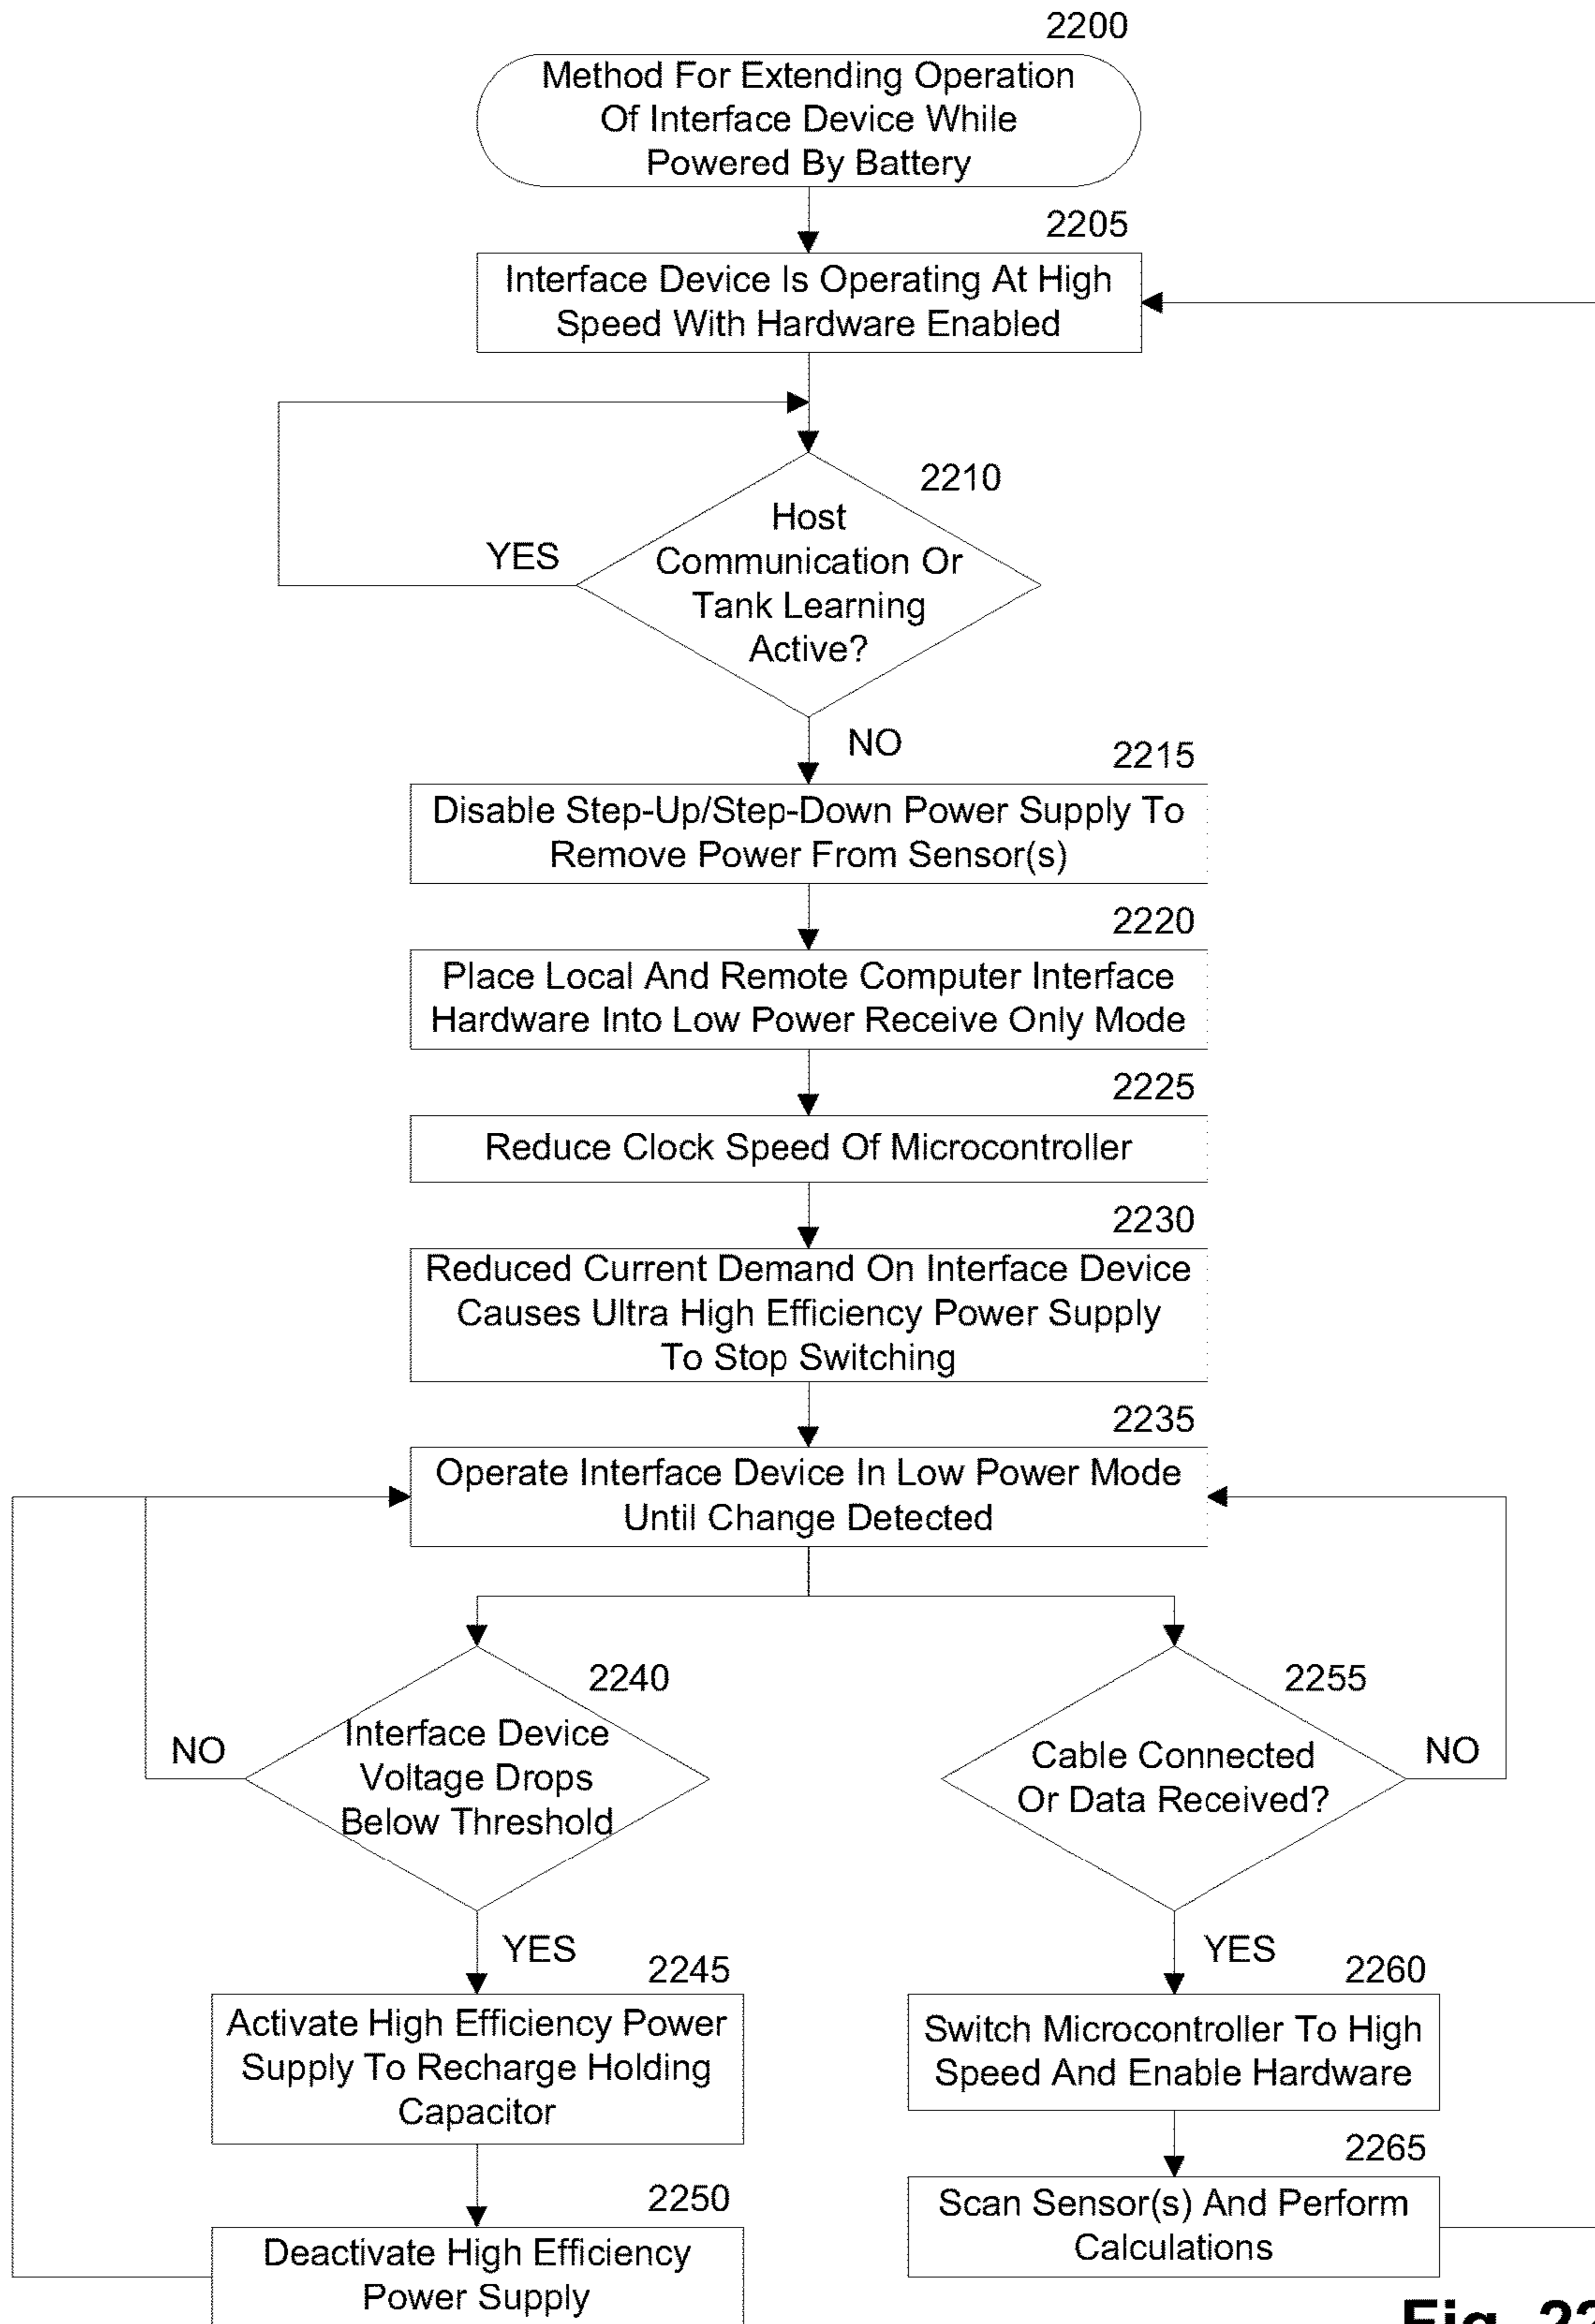 2200
Method For Extending Operation
Of Interface Device While
Powered By Battery
2205
Interface Device Is Operating At High
Speed With Hardware Enabled
2210
Host
Communication Or
Tank Learning
Active?
YES
NO
2215
Disable Step-Up/Step-Down Power Supply To
Remove Power From Sensor(s)
2220
Place Local And Remote Computer Interface
Hardware Into Low Power Receive Only Mode
2225
Reduce Clock Speed Of Microcontroller
2230
Reduced Current Demand On Interface Device
Causes Ultra High Efficiency Power Supply
To Stop Switching
2235
Operate Interface Device In Low Power Mode
Until Change Detected
2240
Interface Device
Voltage Drops
Below Threshold
NO
YES
2245
Activate High Efficiency Power
Supply To Recharge Holding
Capacitor
2250
Deactivate High Efficiency
Power Supply
2255
Cable Connected
Or Data Received?
NO
YES
2260
Switch Microcontroller To High
Speed And Enable Hardware
2265
Scan Sensor(s) And Perform
Calculations
Fig. 22